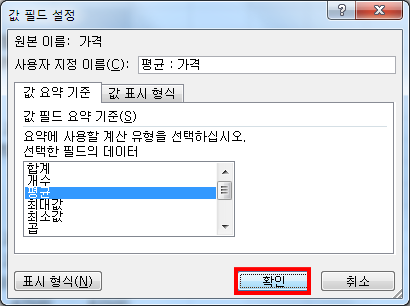 값 필드 설정
원본 이름: 가격
사용자 지정 이름(C): 평균 : 가격
값 요약 기준 값 표시 형식
값 필드 요약 기준(S)
요약에 사용할 계산 유형을 선택하십시오.
선택한 필드의 데이터
합계
개수
평균
최대값
최소값
곱
표시 형식(N) 확인 취소